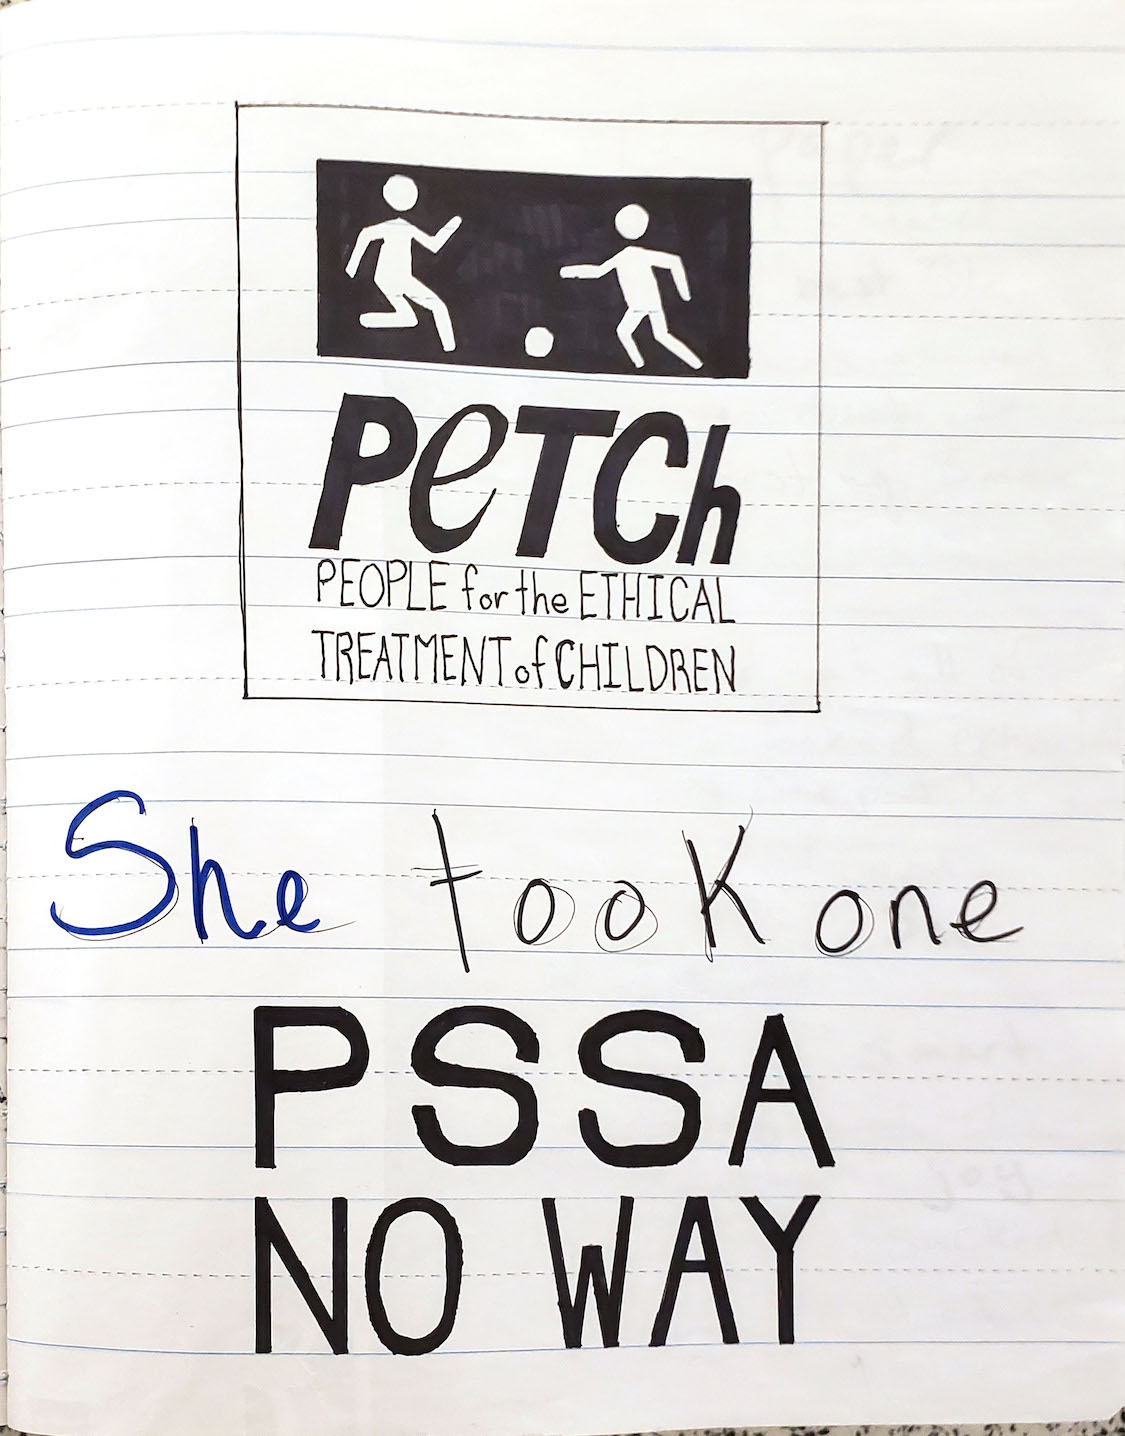 PeTCh
PEOPLE for the ETHICAL
TREATMENT of CHILDREN
She took one
PSSA
NO WAY